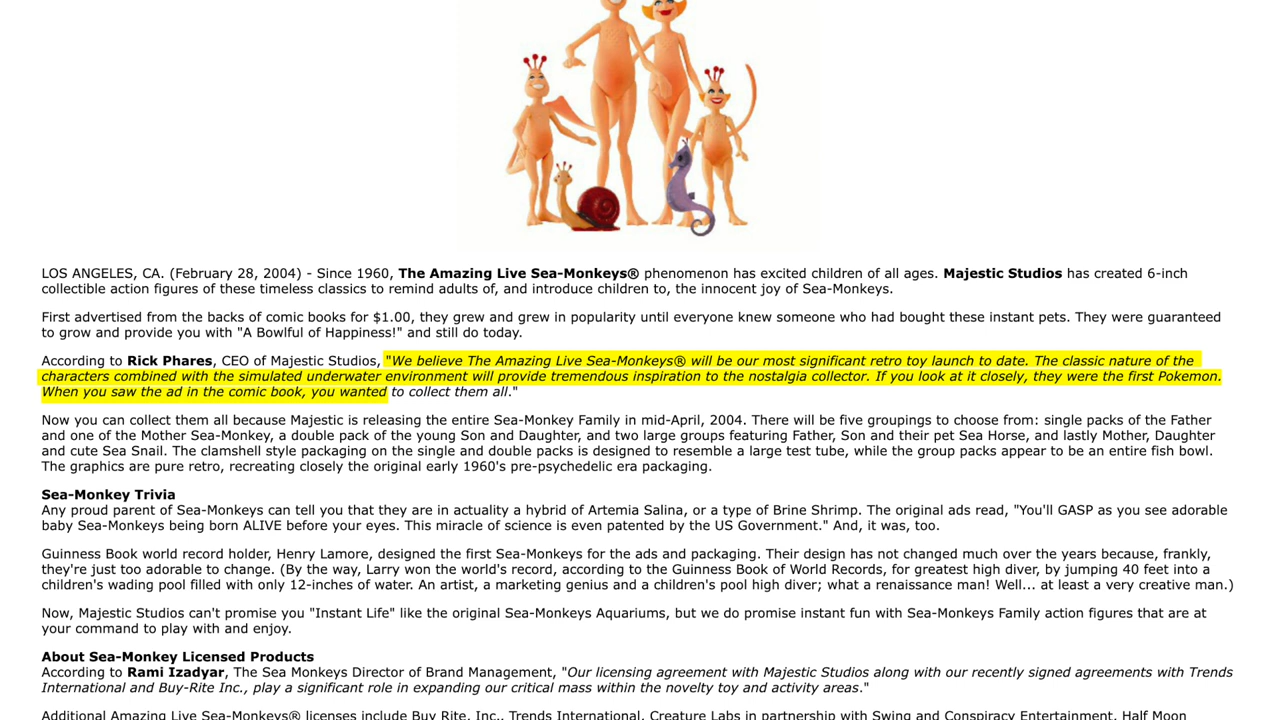 LOS ANGELES, CA. (February 28, 2004) - Since 1960, The Amazing Live Sea-Monkeys® phenomenon has excited children of all ages. Majestic Studios has created 6-inch
collectible action figures of these timeless classics to remind adults of, and introduce children to, the innocent joy of Sea-Monkeys.
First advertised from the backs of comic books for $1.00, they grew and grew in popularity until everyone knew someone who had bought these instant pets. They were guaranteed
to grow and provide you with "A Bowlful of Happiness!" and still do today.
According to Rick Phares, CEO of Majestic Studios, "We believe The Amazing Live Sea-Monkeys® will be our most significant retro toy launch to date. The classic nature of the
characters combined with the simulated underwater environment will provide tremendous inspiration to the nostalgia collector. If you look at it closely, they were the first Pokemon.
When you saw the ad in the comic book, you wanted to collect them all."
Now you can collect them all because Majestic is releasing the entire Sea-Monkey Family in mid-April, 2004. There will be five groupings to choose from: single packs of the Father
and one of the Mother Sea-Monkey, a double pack of the young Son and Daughter, and two large groups featuring Father, Son and their pet Sea Horse, and lastly Mother, Daughter
and cute Sea Snail. The clamshell style packaging on the single and double packs is designed to resemble a large test tube, while the group packs appear to be an entire fish bowl.
The graphics are pure retro, recreating closely the original early 1960's pre-psychedelic era packaging.
Sea-Monkey Trivia
Any proud parent of Sea-Monkeys can tell you that they are in actuality a hybrid of Artemia Salina, or a type of Brine Shrimp. The original ads read, "You'll GASP as you see adorable
baby Sea-Monkeys being born ALIVE before your eyes. This miracle of science is even patented by the US Government." And, it was, too.
Guinness Book world record holder, Henry Lamore, designed the first Sea-Monkeys for the ads and packaging. Their design has not changed much over the years because, frankly,
they're just too adorable to change. (By the way, Larry won the world's record, according to the Guinness Book of World Records, for greatest high diver, by jumping 40 feet into a
children's wading pool filled with only 12-inches of water. An artist, a marketing genius and a children's pool high diver; what a renaissance man! Well... at least a very creative man.)
Now, Majestic Studios can't promise you "Instant Life" like the original Sea-Monkeys Aquariums, but we do promise instant fun with Sea-Monkeys Family action figures that are at
your command to play with and enjoy.
About Sea-Monkey Licensed Products
According to Rami Izadyar, The Sea Monkeys Director of Brand Management, "Our licensing agreement with Majestic Studios along with our recently signed agreements with Trends
International and Buy-Rite Inc., play a significant role in expanding our critical mass within the novelty toy and activity areas."
Additional Amazing Live Sea-Monkeys® licenses include Buy Rite, Inc., Trends International, Creature Labs in partnership with Swing and Conspiracy Entertainment, Half Moon